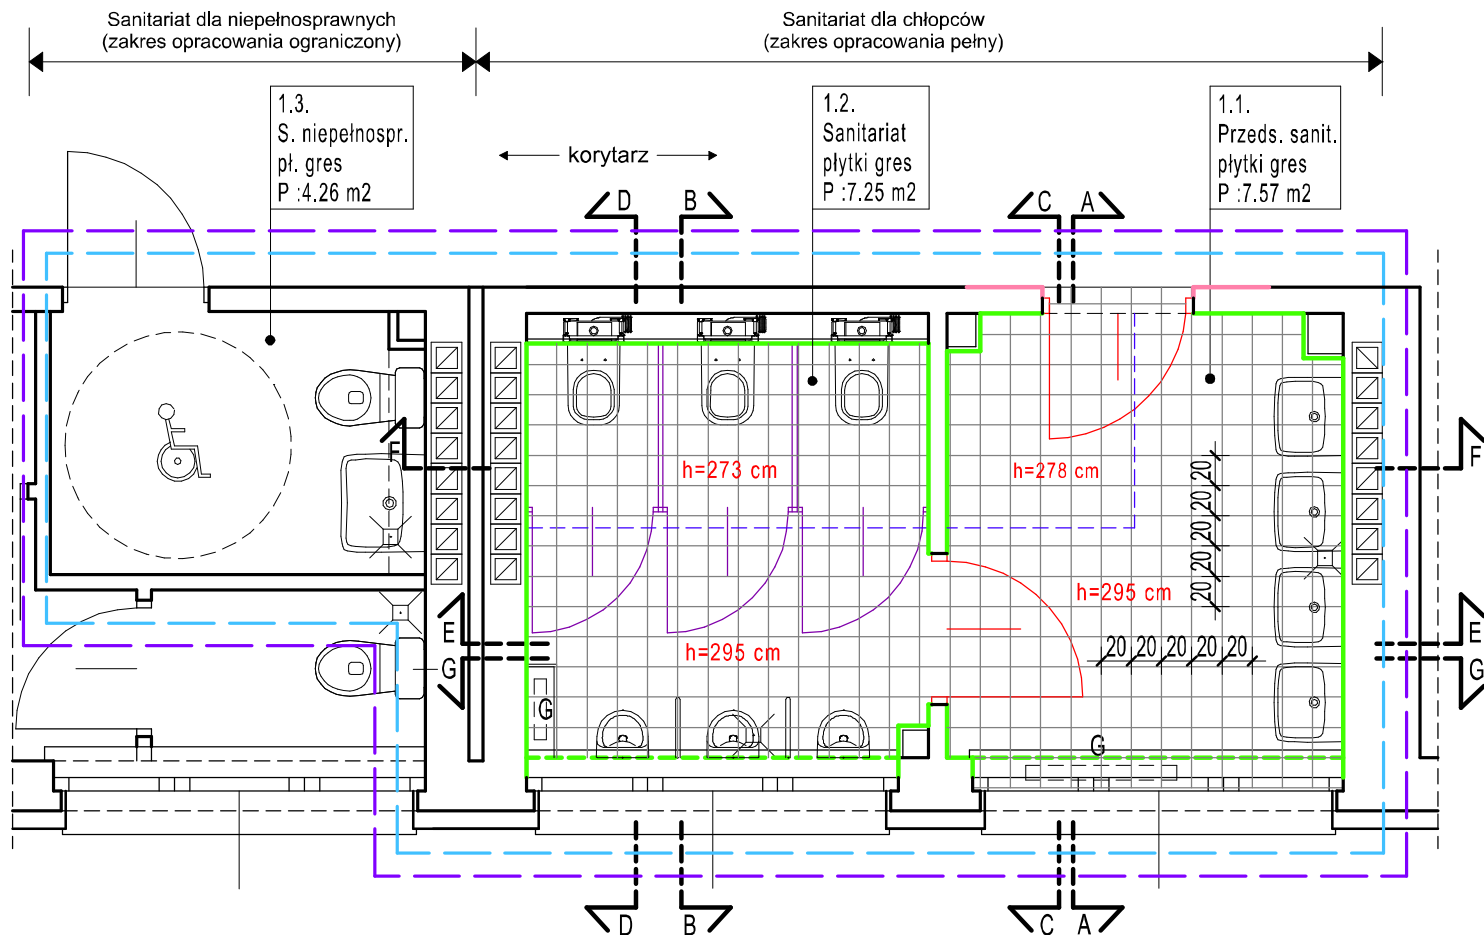 Sanitariat dla niepełnosprawnych
(zakres opracowania ograniczony)
Sanitariat dla chłopców
(zakres opracowania pełny)
1.3.
S. niepełnospr.
pł. gres
P :4.26 m2
korytarz
1.2.
Sanitariat
płytki gres
P :7.25 m2
1.1.
Przeds. sanit.
płytki gres
P :7.57 m2
D
B
C
A
F
F
h=273 cm
h=278 cm
20
20
20
20
20
h=295 cm
h=295 cm
E
G
E
G
20
20
20
20
20
G
G
D
B
C
A